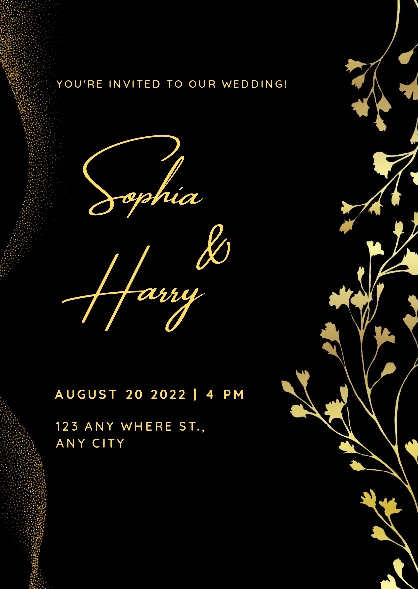 YOU'RE INVITED TO OUR WEDDING!
Sophia
&
Harry
AUGUST 20 2022 | 4 PM
123 ANY WHERE ST.,
ANY CITY